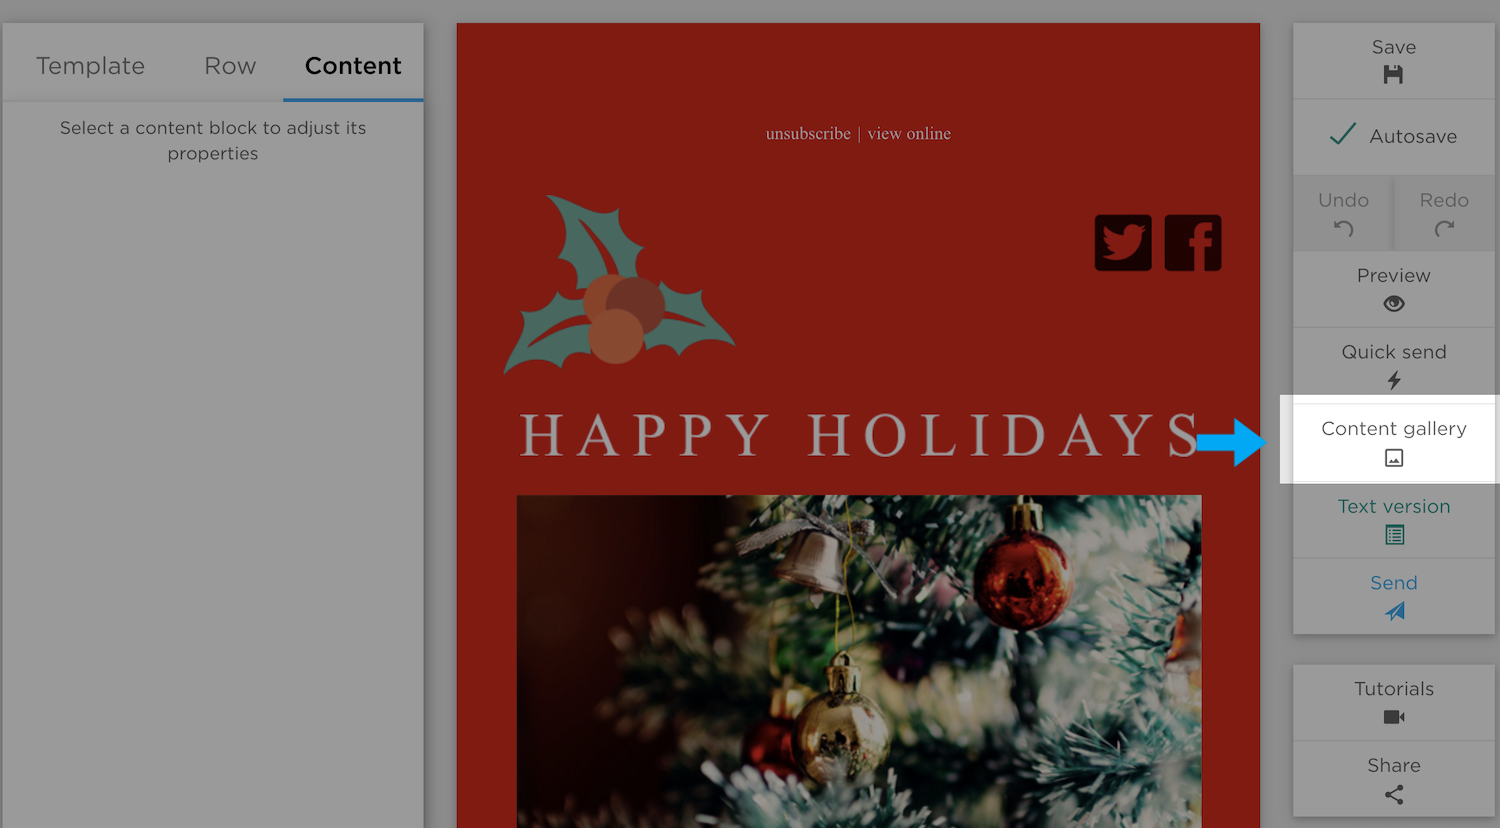 Template Row Content
Select a content block to adjust its
properties
unsubscribe | view online
HAPPY HOLIDAYS
Save
Autosave
Undo Redo
Preview
Quick send
Content gallery
Text version
Send
Tutorials
Share